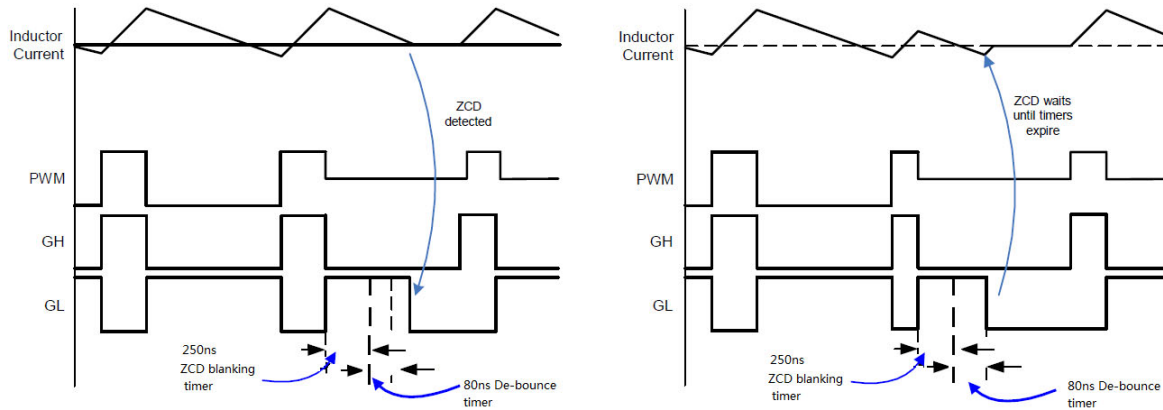 Inductor
Current
ZCD
detected
PWM
GH
GL
250ns
ZCD blanking
timer
80ns De-bounce
timer
Inductor
Current
ZCD waits
until timers
expire
PWM
GH
GL
250ns
ZCD blanking
timer
80ns De-bounce
timer